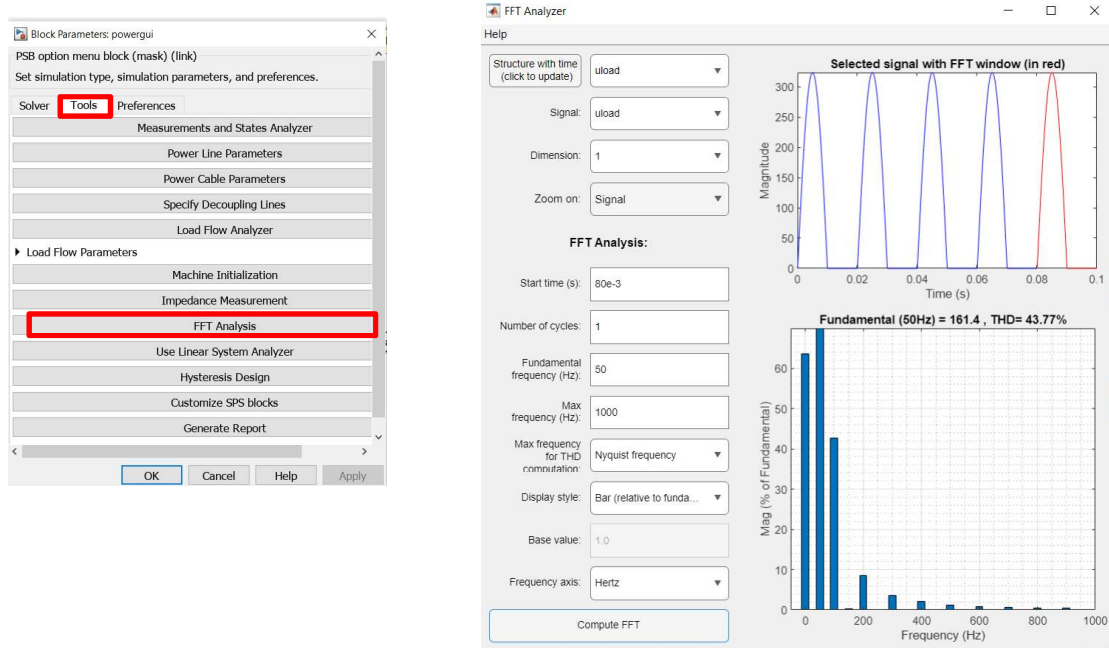 Block Parameters: powergui
PSB option menu block (mask) (link)
Set simulation type, simulation parameters, and preferences.
Solver Tools Preferences
Measurements and States Analyzer
Power Line Parameters
Power Cable Parameters
Specify Decoupling Lines
Load Flow Analyzer
Load Flow Parameters
Machine Initialization
Impedance Measurement
FFT Analysis
Use Linear System Analyzer
Hysteresis Design
Customize SPS blocks
Generate Report
OK Cancel Help Apply
FFT Analyzer
Help
Structure with time
(click to update)
uload
Signal: uload
Dimension: 1
Zoom on: Signal
FFT Analysis:
Start time (s): 80e-3
Number of cycles: 1
Fundamental
frequency (Hz): 50
Max
frequency (Hz): 1000
Max frequency
for THD
computation:
Nyquist frequency
Display style: Bar (relative to funda...
Base value: 1.0
Frequency axis: Hertz
Compute FFT
Selected signal with FFT window (in red)
Magnitude
300
250
200
150
100
50
0
0 0.02 0.04 0.06 0.08 0.1
Time (s)
Fundamental (50Hz) = 161.4 , THD= 43.77%
Mag (% of Fundamental)
60
50
40
30
20
10
0
0 200 400 600 800 1000
Frequency (Hz)